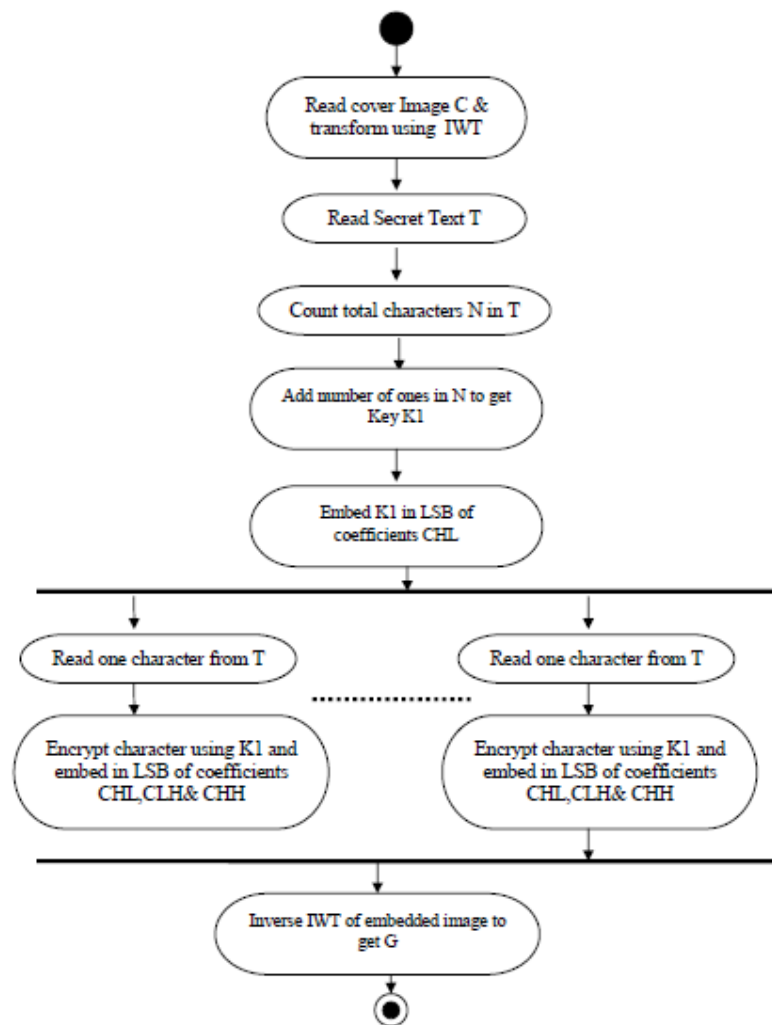 Read cover Image C &
transform using IWT
Read Secret Text T
Count total characters N in T
Add number of ones in N to get
Key K1
Embed K1 in LSB of
coefficients CHL
Read one character from T
Read one character from T
Encrypt character using K1 and
embed in LSB of coefficients
CHL,CLH& CHH
Encrypt character using K1 and
embed in LSB of coefficients
CHL,CLH& CHH
Inverse IWT of embedded image to
get G